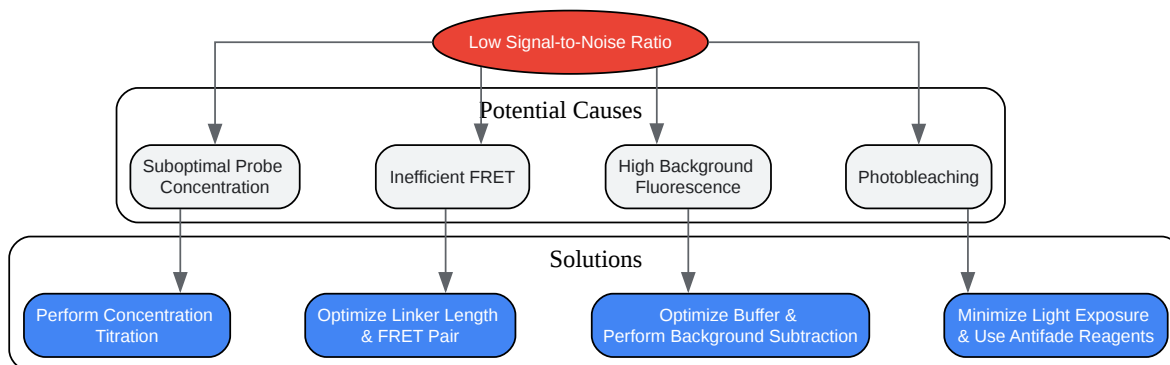 Low Signal-to-Noise Ratio
Potential Causes
Suboptimal Probe
Concentration
Inefficient FRET
High Background
Fluorescence
Photobleaching
Solutions
Perform Concentration
Titration
Optimize Linker Length
& FRET Pair
Optimize Buffer &
Perform Background Subtraction
Minimize Light Exposure
& Use Antifade Reagents